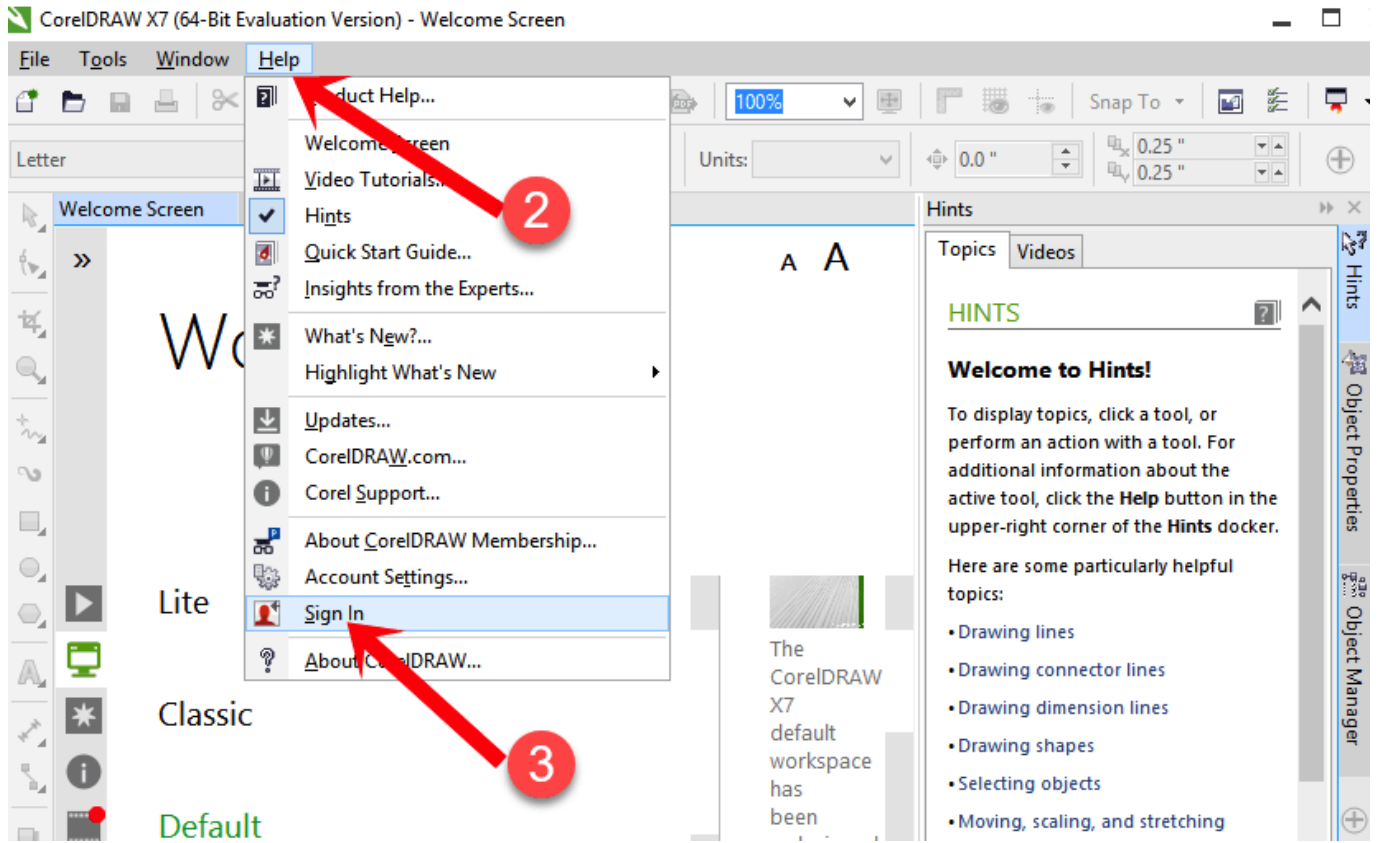 CorelDRAW X7 (64-Bit Evaluation Version) - Welcome Screen
File Tools Window Help
100% Snap To
Letter
Units:
0.0 "
0.25 "
0.25 "
Product Help...
Welcome Screen
Video Tutorials...
Hints
Quick Start Guide...
Insights from the Experts...
What's New?...
Highlight What's New
Updates...
CorelDRAW.com...
Corel Support...
About CorelDRAW Membership...
Account Settings...
Sign In
About CorelDRAW...
2
3
Welcome Screen
A A
Lite
Classic
Default
The
CorelDRAW
X7
default
workspace
has
been
Hints
Topics Videos
HINTS
Welcome to Hints!
To display topics, click a tool, or
perform an action with a tool. For
additional information about the
active tool, click the Help button in the
upper-right corner of the Hints docker.
Here are some particularly helpful
topics:
• Drawing lines
• Drawing connector lines
• Drawing dimension lines
• Drawing shapes
• Selecting objects
• Moving, scaling, and stretching
Hints
Object Properties
Object Manager